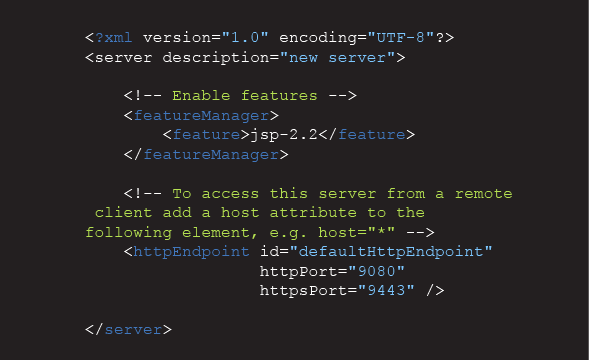 <?xml version="1.0" encoding="UTF-8"?>
<server description="new server">
<!-- Enable features -->
<featureManager>
<feature>jsp-2.2</feature>
</featureManager>
<!-- To access this server from a remote
client add a host attribute to the
following element, e.g. host="*" -->
<httpEndpoint id="defaultHttpEndpoint"
httpPort="9080"
httpsPort="9443" />
</server>